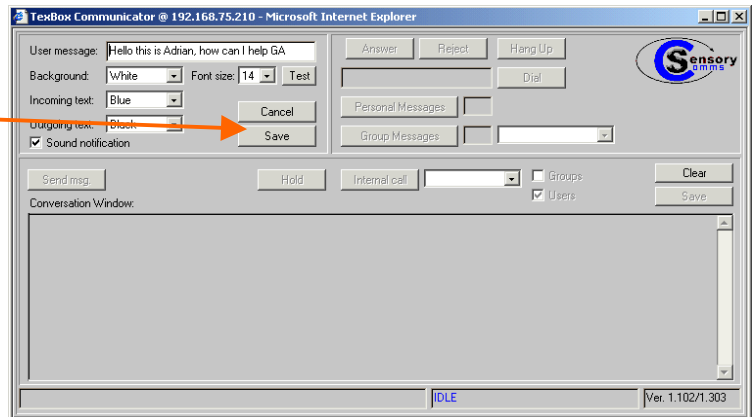 TexBox Communicator @ 192.168.75.210 - Microsoft Internet Explorer
User message: Hello this is Adrian, how can I help GA
Background: White Font size: 14 Test
Incoming text: Blue
Cancel
Outgoing text: Black
Save
Sound notification
Answer Reject Hang Up
Dial
Personal Messages
Group Messages
Sensory
Comms
Send msg. Hold Internal call Groups Clear
Users Save
Conversation Window:
IDLE Ver. 1.102/1.303